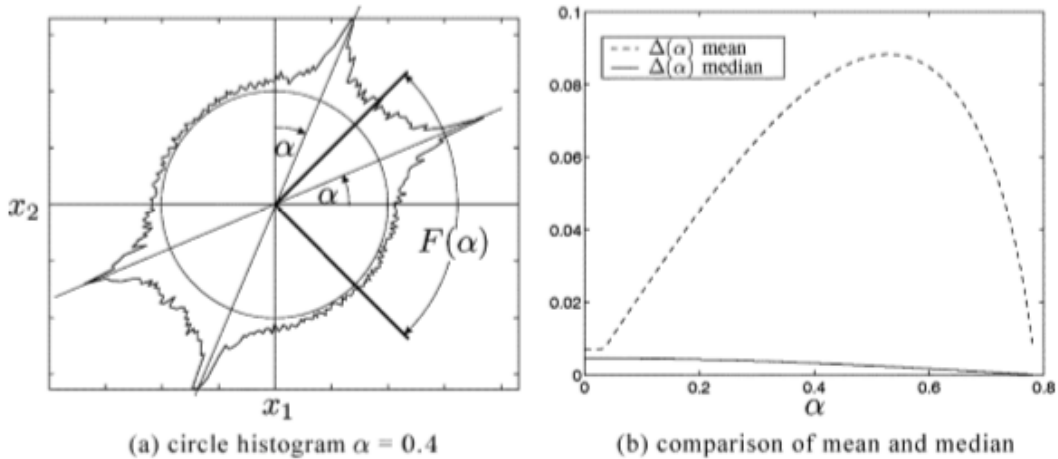 α
α
x₂
F(α)
x₁
(a) circle histogram α = 0.4
0.1
Δ(α) mean
Δ(α) median
0.08
0.06
0.04
0.02
0
0 0.2 0.4 0.6 0.8
α
(b) comparison of mean and median